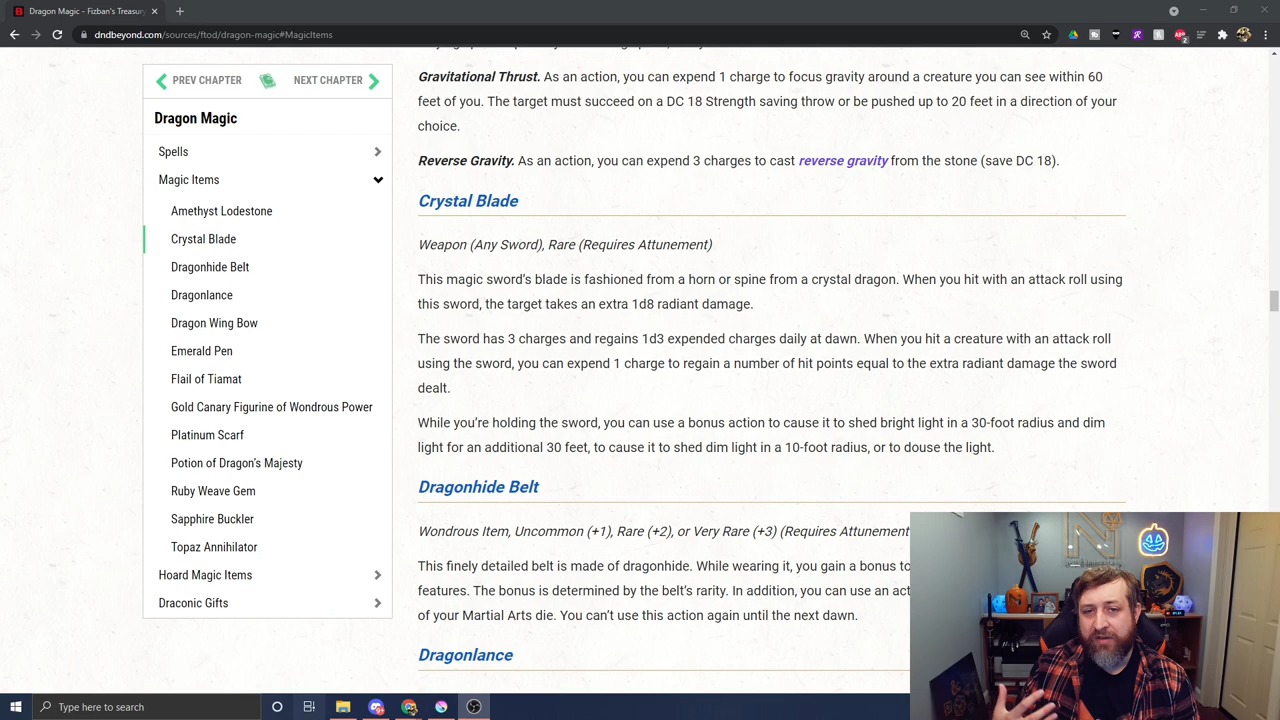 Dragon Magic - Fizban's Treasury
dndbeyond.com/sources/ftod/dragon-magic#MagicItems
PREV CHAPTER
NEXT CHAPTER
Dragon Magic
Spells
Magic Items
Amethyst Lodestone
Crystal Blade
Dragonhide Belt
Dragonlance
Dragon Wing Bow
Emerald Pen
Flail of Tiamat
Gold Canary Figurine of Wondrous Power
Platinum Scarf
Potion of Dragon's Majesty
Ruby Weave Gem
Sapphire Buckler
Topaz Annihilator
Hoard Magic Items
Draconic Gifts
Gravitational Thrust. As an action, you can expend 1 charge to focus gravity around a creature you can see within 60
feet of you. The target must succeed on a DC 18 Strength saving throw or be pushed up to 20 feet in a direction of your
choice.
Reverse Gravity. As an action, you can expend 3 charges to cast reverse gravity from the stone (save DC 18).
Crystal Blade
Weapon (Any Sword), Rare (Requires Attunement)
This magic sword's blade is fashioned from a horn or spine from a crystal dragon. When you hit with an attack roll using
this sword, the target takes an extra 1d8 radiant damage.
The sword has 3 charges and regains 1d3 expended charges daily at dawn. When you hit a creature with an attack roll
using the sword, you can expend 1 charge to regain a number of hit points equal to the extra radiant damage the sword
dealt.
While you're holding the sword, you can use a bonus action to cause it to shed bright light in a 30-foot radius and dim
light for an additional 30 feet, to cause it to shed dim light in a 10-foot radius, or to douse the light.
Dragonhide Belt
Wondrous Item, Uncommon (+1), Rare (+2), or Very Rare (+3) (Requires Attunement
This finely detailed belt is made of dragonhide. While wearing it, you gain a bonus to
features. The bonus is determined by the belt's rarity. In addition, you can use an act
of your Martial Arts die. You can't use this action again until the next dawn.
Dragonlance
Type here to search